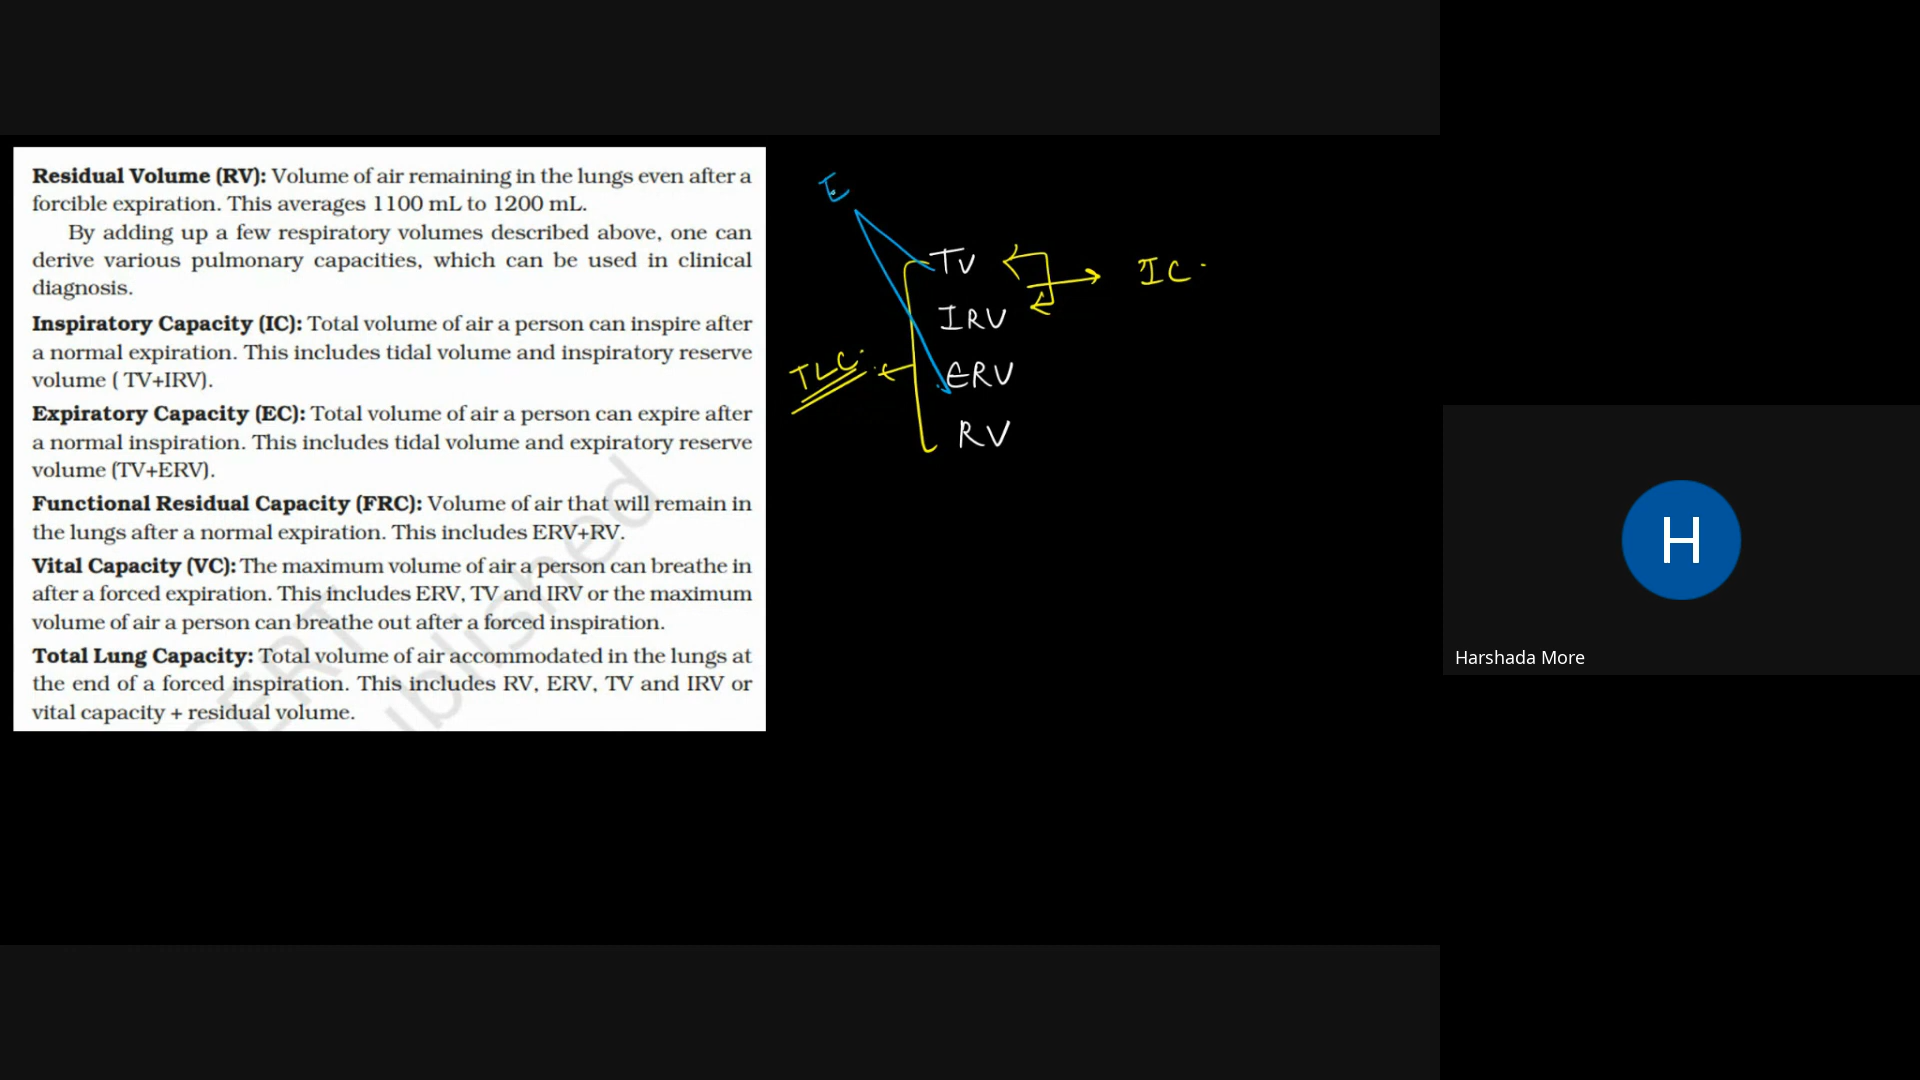 Residual Volume (RV): Volume of air remaining in the lungs even after a
forcible expiration. This averages 1100 mL to 1200 mL.
By adding up a few respiratory volumes described above, one can
derive various pulmonary capacities, which can be used in clinical
diagnosis.
Inspiratory Capacity (IC): Total volume of air a person can inspire after
a normal expiration. This includes tidal volume and inspiratory reserve
volume ( TV+IRV).
Expiratory Capacity (EC): Total volume of air a person can expire after
a normal inspiration. This includes tidal volume and expiratory reserve
volume (TV+ERV).
Functional Residual Capacity (FRC): Volume of air that will remain in
the lungs after a normal expiration. This includes ERV+RV.
Vital Capacity (VC): The maximum volume of air a person can breathe in
after a forced expiration. This includes ERV, TV and IRV or the maximum
volume of air a person can breathe out after a forced inspiration.
Total Lung Capacity: Total volume of air accommodated in the lungs at
the end of a forced inspiration. This includes RV, ERV, TV and IRV or
vital capacity + residual volume.
E
TV
IC
IRV
TLC
ERV
RV
H
Harshada More